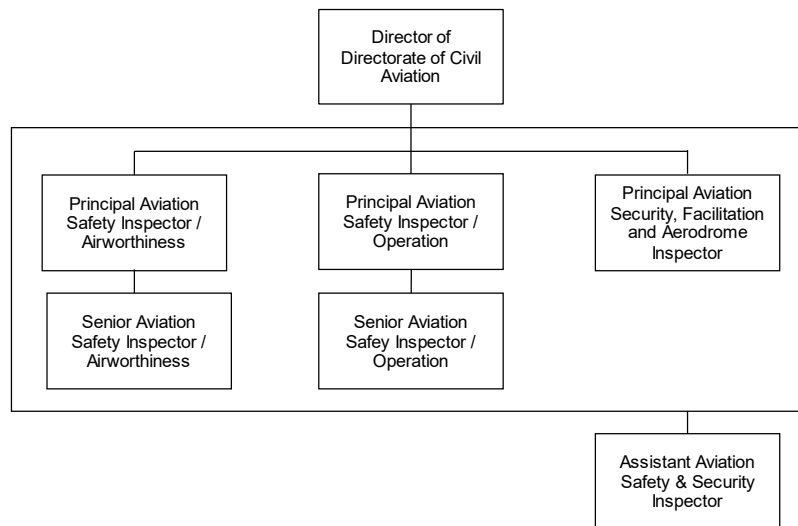 Director of
Directorate of Civil
Aviation
Principal Aviation
Safety Inspector /
Airworthiness
Principal Aviation
Safety Inspector /
Operation
Principal Aviation
Security, Facilitation
and Aerodrome
Inspector
Senior Aviation
Safety Inspector /
Airworthiness
Senior Aviation
Safey Inspector /
Operation
Assistant Aviation
Safety & Security
Inspector